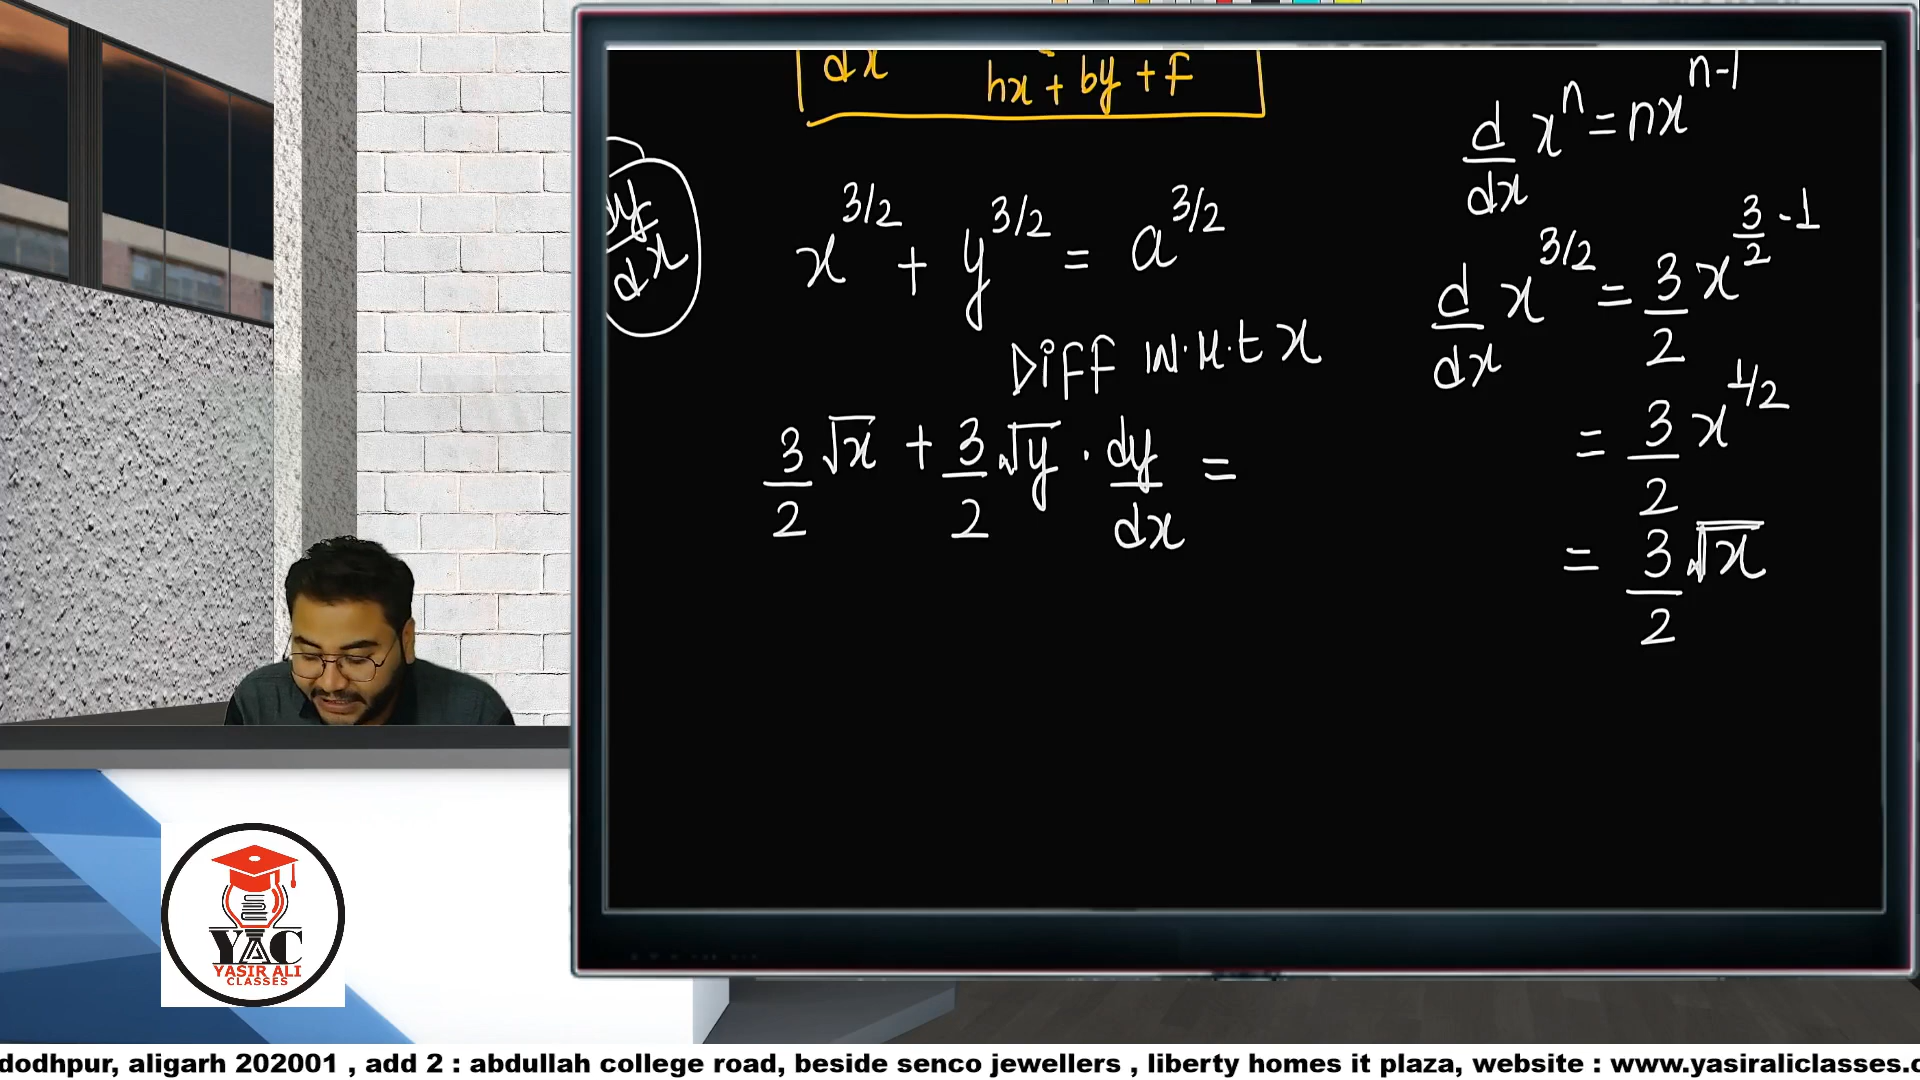 dx hx + by + f
d/dx xⁿ = nxⁿ⁻¹
dy/dx
x^3/2 + y^3/2 = a^3/2
d/dx x^3/2 = 3/2 x^(3/2 - 1)
Diff w.r.t x
= 3/2 x^1/2
3/2 √x + 3/2 √y · dy/dx =
= 3/2 √x
YAC
YASIR ALI
CLASSES
dodhpur, aligarh 202001 , add 2 : abdullah college road, beside senco jewellers , liberty homes it plaza, website : www.yasiraliclasses.c